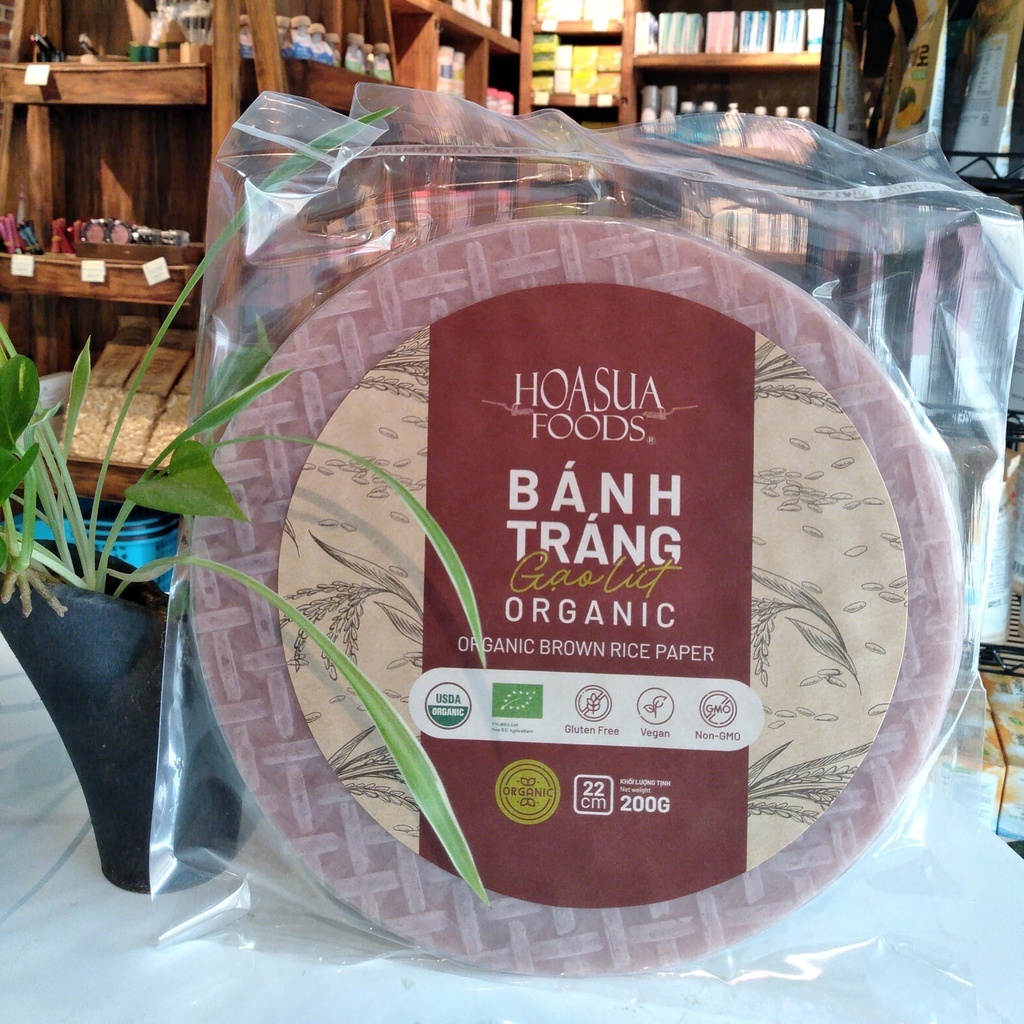 HOASUA
FOODS®
BÁNH
TRÁNG
Gạo lứt
ORGANIC
ORGANIC BROWN RICE PAPER
USDA
ORGANIC
Gluten Free
Vegan
GMO
Non-GMO
ORGANIC
22
cm
KHỐI LƯỢNG TỊNH
Net weight
200G